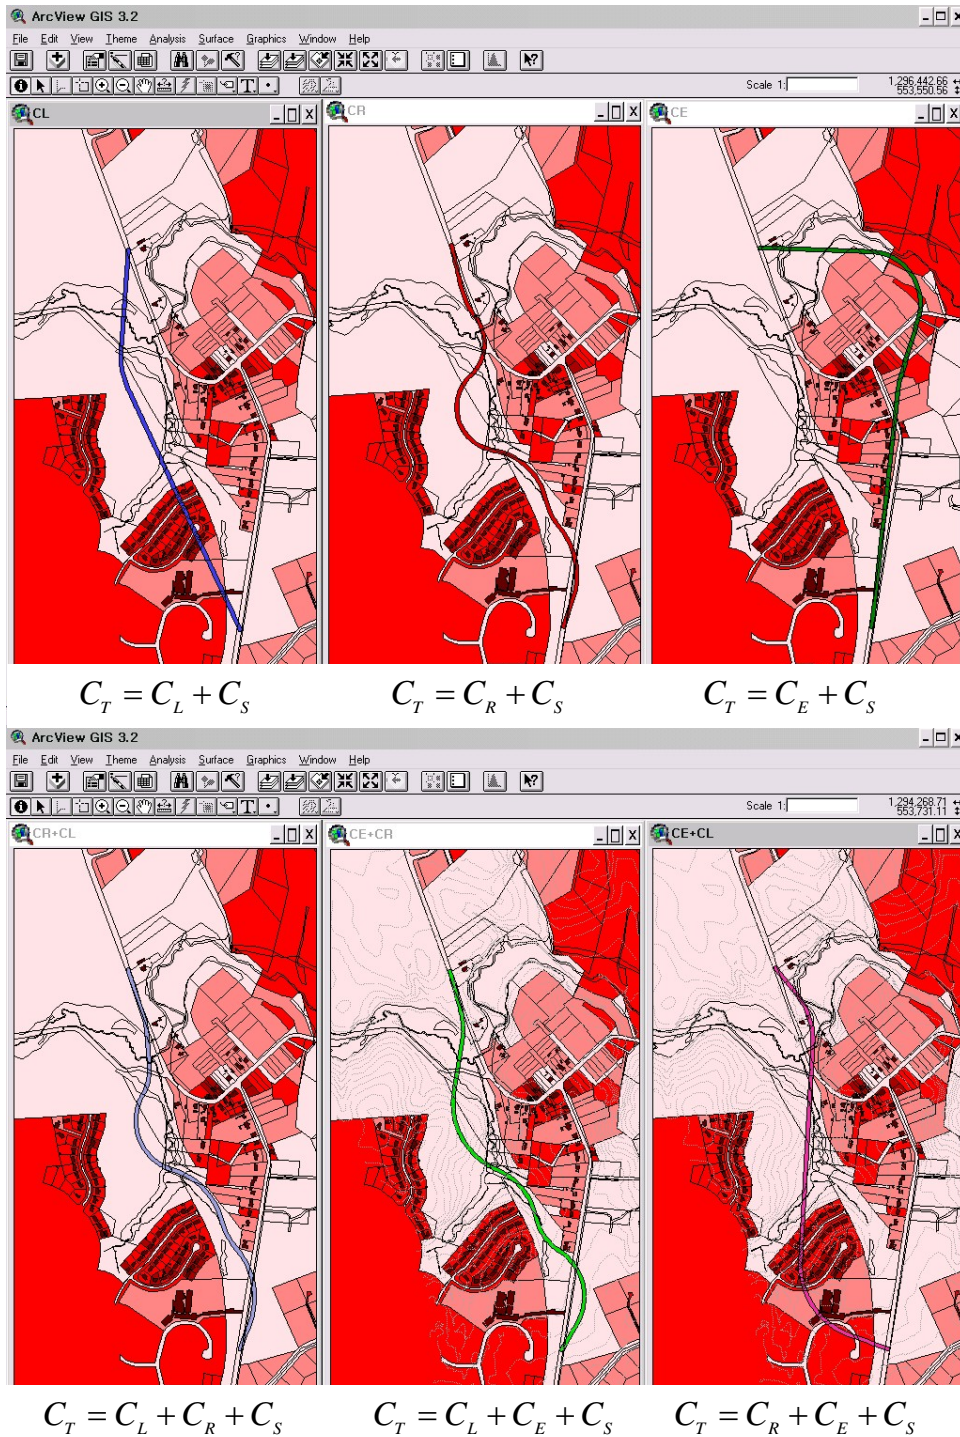 ArcView GIS 3.2
File Edit View Theme Analysis Surface Graphics Window Help
Scale 1: 1,296,442.66
553,550.56
CL
CR
CE
C_T = C_L + C_S
C_T = C_R + C_S
C_T = C_E + C_S
ArcView GIS 3.2
File Edit View Theme Analysis Surface Graphics Window Help
Scale 1: 1,294,268.71
553,731.11
CR+CL
CE+CR
CE+CL
C_T = C_L + C_R + C_S
C_T = C_L + C_E + C_S
C_T = C_R + C_E + C_S